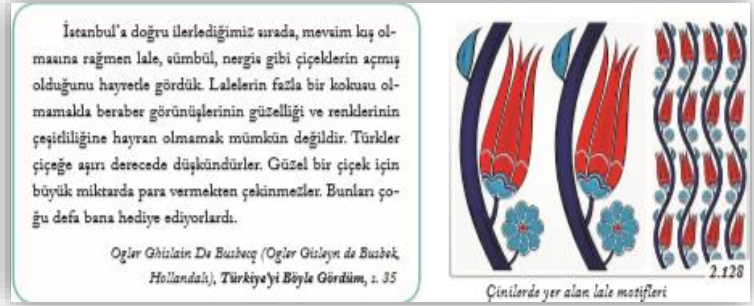 İstanbul'a doğru ilerlediğimiz sırada, mevsim kış ol-
masına rağmen lale, sümbül, nergis gibi çiçeklerin açmış
olduğunu hayretle gördük. Lalelerin fazla bir kokusu ol-
mamakla beraber görünüşlerinin güzelliği ve renklerinin
çeşitliliğine hayran olmamak mümkün değildir. Türkler
çiçeğe aşırı derecede düşkündürler. Güzel bir çiçek için
büyük miktarda para vermekten çekinmezler. Bunları ço-
ğu defa bana hediye ediyorlardı.
Ogler Ghislain De Busbecq (Ogler Gisleyn de Busbek,
Hollandalı), Türkiye'yi Böyle Gördüm, s. 35
2.128
Çinilerde yer alan lale motifleri